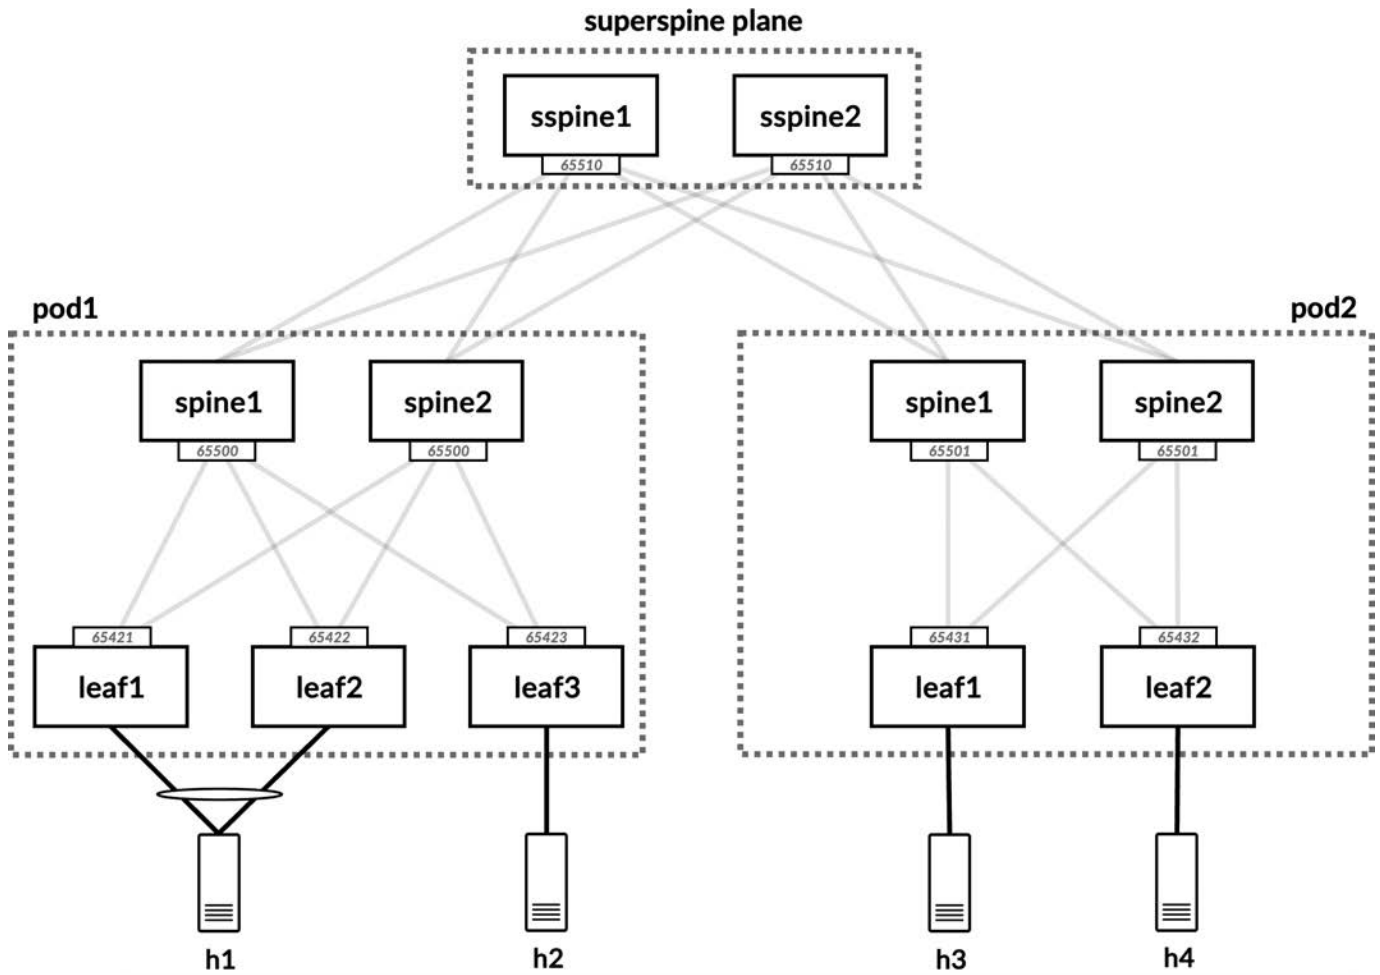 superspine plane
sspine1 sspine2
65510 65510
pod1 pod2
spine1 spine2 spine1 spine2
65500 65500 65501 65501
65421 65422 65423 65431 65432
leaf1 leaf2 leaf3 leaf1 leaf2
h1 h2 h3 h4